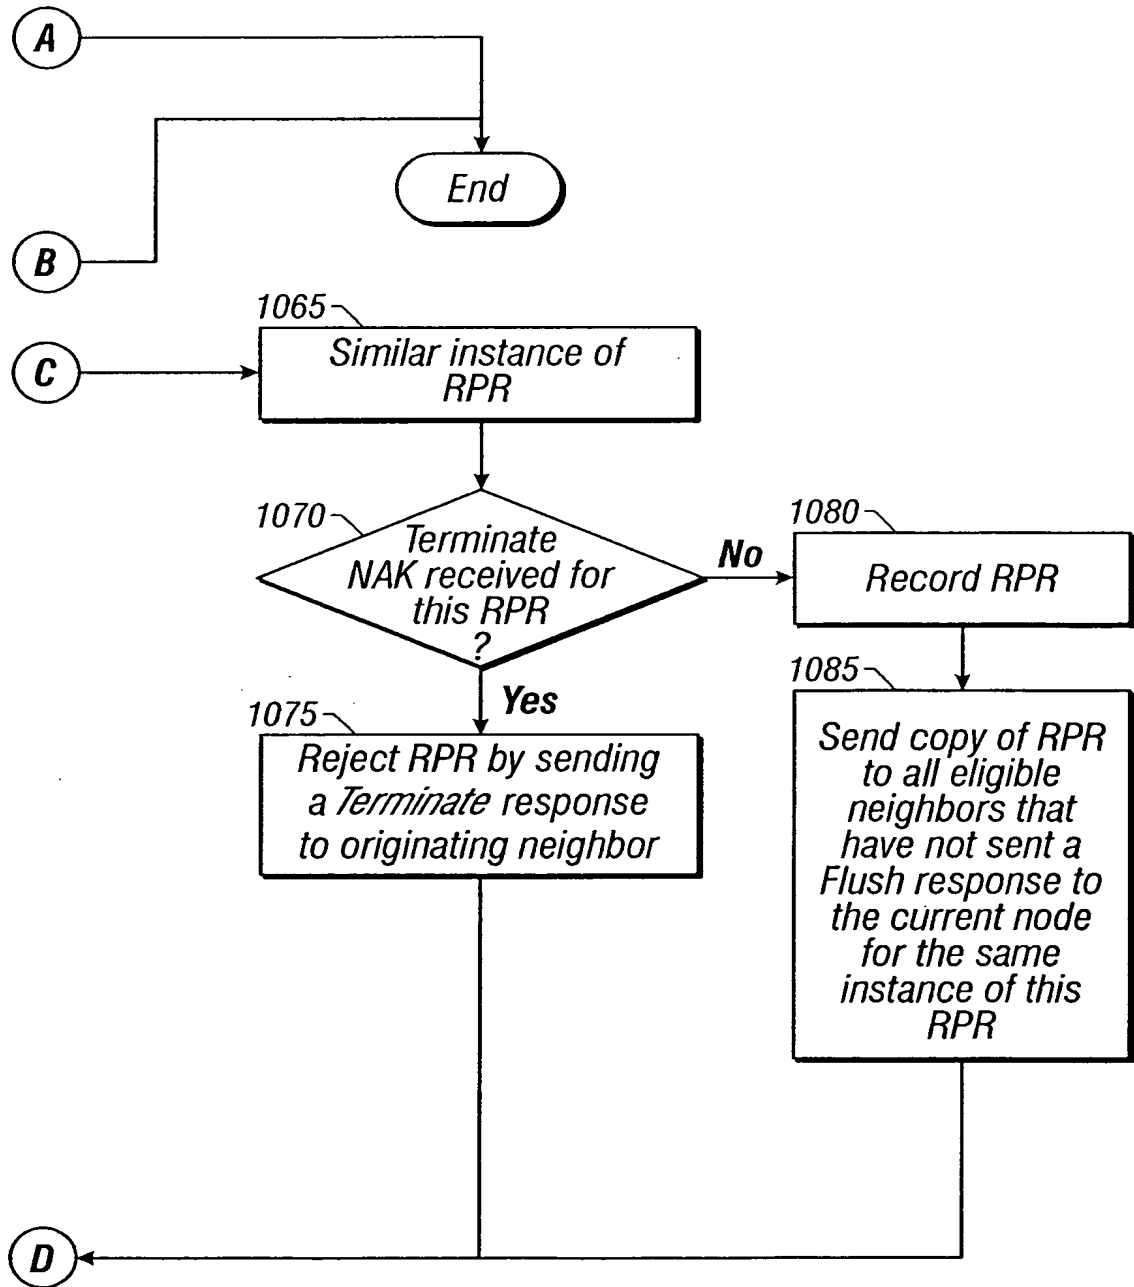 A
End
B
1065
C
Similar instance of
RPR
1070
Terminate
NAK received for
this RPR
?
No
1080
Record RPR
Yes
1075
Reject RPR by sending
a Terminate response
to originating neighbor
1085
Send copy of RPR
to all eligible
neighbors that
have not sent a
Flush response to
the current node
for the same
instance of this
RPR
D